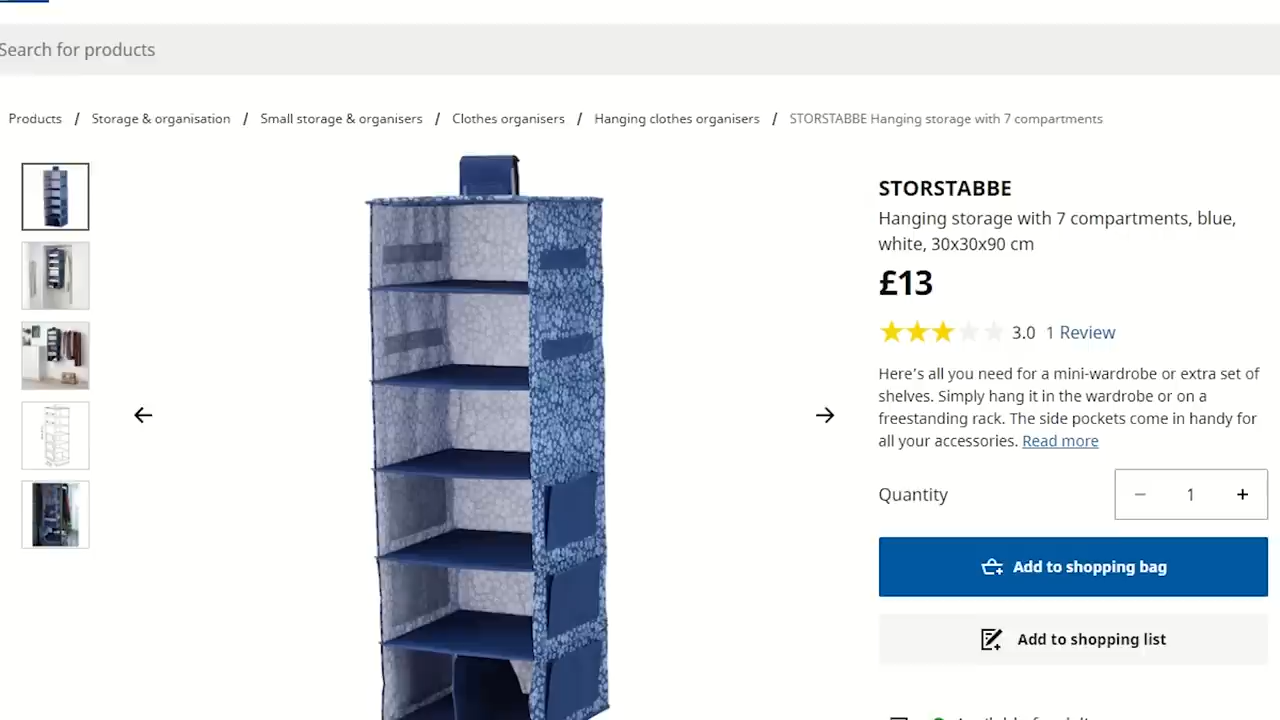 Search for products
Products / Storage & organisation / Small storage & organisers / Clothes organisers / Hanging clothes organisers / STORSTABBE Hanging storage with 7 compartments
STORSTABBE
Hanging storage with 7 compartments, blue,
white, 30x30x90 cm
£13
3.0 1 Review
Here's all you need for a mini-wardrobe or extra set of
shelves. Simply hang it in the wardrobe or on a
freestanding rack. The side pockets come in handy for
all your accessories. Read more
Quantity − 1 +
Add to shopping bag
Add to shopping list